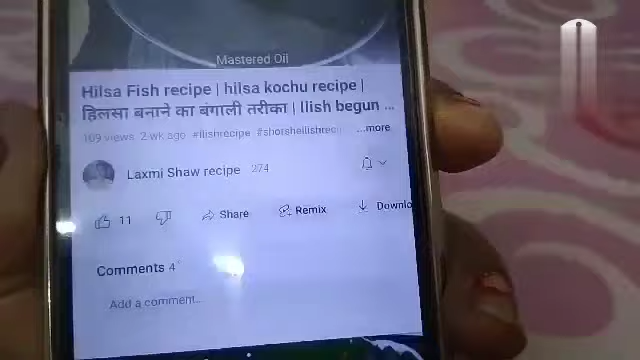 Mastered Oil
Hilsa Fish recipe | hilsa kochu recipe |
हिलसा बनाने का बंगाली तरीका | Ilish begun ...
109 views 2 wk ago #ilishrecipe #shorsheilishreci ...more
Laxmi Shaw recipe 274
11 Share Remix Downlo
Comments 4
Add a comment...